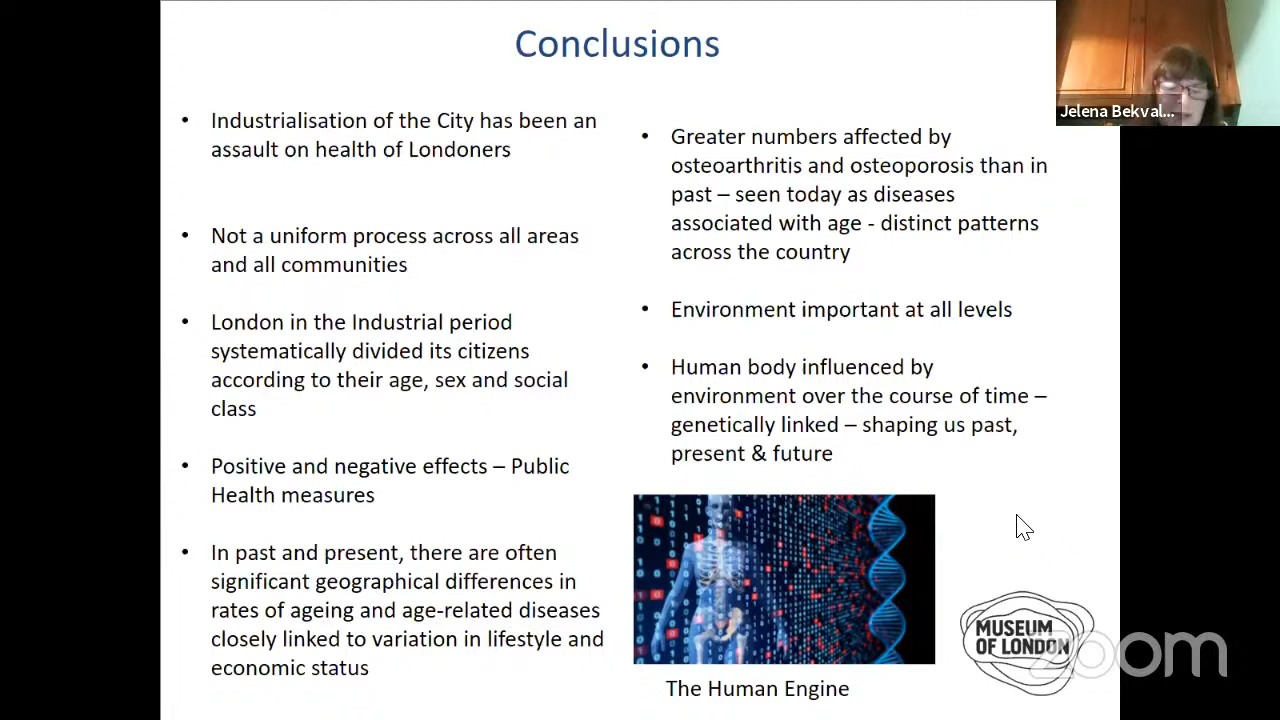 Conclusions
• Industrialisation of the City has been an
assault on health of Londoners
• Not a uniform process across all areas
and all communities
• London in the Industrial period
systematically divided its citizens
according to their age, sex and social
class
• Positive and negative effects – Public
Health measures
• In past and present, there are often
significant geographical differences in
rates of ageing and age-related diseases
closely linked to variation in lifestyle and
economic status
• Greater numbers affected by
osteoarthritis and osteoporosis than in
past – seen today as diseases
associated with age - distinct patterns
across the country
• Environment important at all levels
• Human body influenced by
environment over the course of time –
genetically linked – shaping us past,
present & future
The Human Engine
MUSEUM
OF LONDON
zoom
Jelena Bekval...